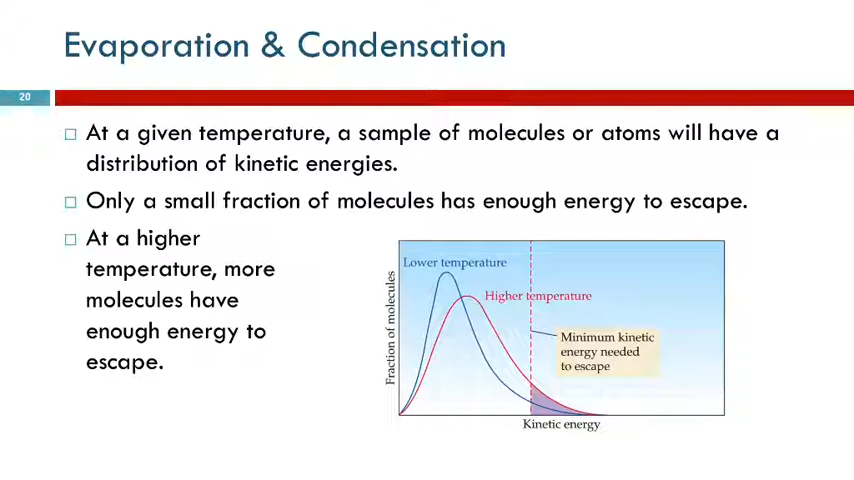 Evaporation & Condensation
20
At a given temperature, a sample of molecules or atoms will have a
distribution of kinetic energies.
Only a small fraction of molecules has enough energy to escape.
At a higher
temperature, more
molecules have
enough energy to
escape.
Lower temperature
Higher temperature
Fraction of molecules
Minimum kinetic
energy needed
to escape
Kinetic energy